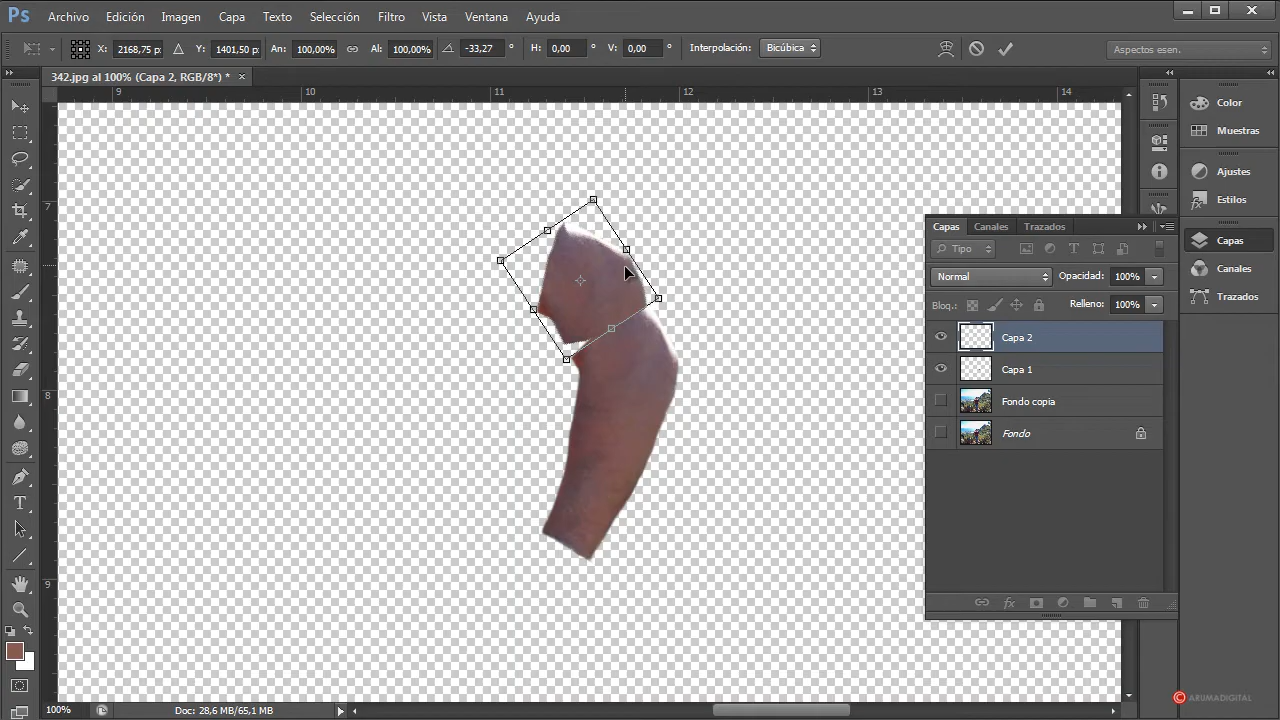 Ps Archivo Edición Imagen Capa Texto Selección Filtro Vista Ventana Ayuda
X: 2168,75 p Y: 1401,50 p An: 100,00% Al: 100,00% -33,27 ° H: 0,00 ° V: 0,00 ° Interpolación: Bicúbica Aspectos esen.
342.jpg al 100% (Capa 2, RGB/8*) * ×
9 10 11 12 13 14
7
8
9
Color
Muestras
Ajustes
Estilos
Capas
Canales
Trazados
Capas Canales Trazados
Tipo
Normal Opacidad: 100%
Bloq.: Relleno: 100%
Capa 2
Capa 1
Fondo copia
Fondo
fx
T
© ARUMADIGITAL
100% Doc: 28,6 MB/65,1 MB